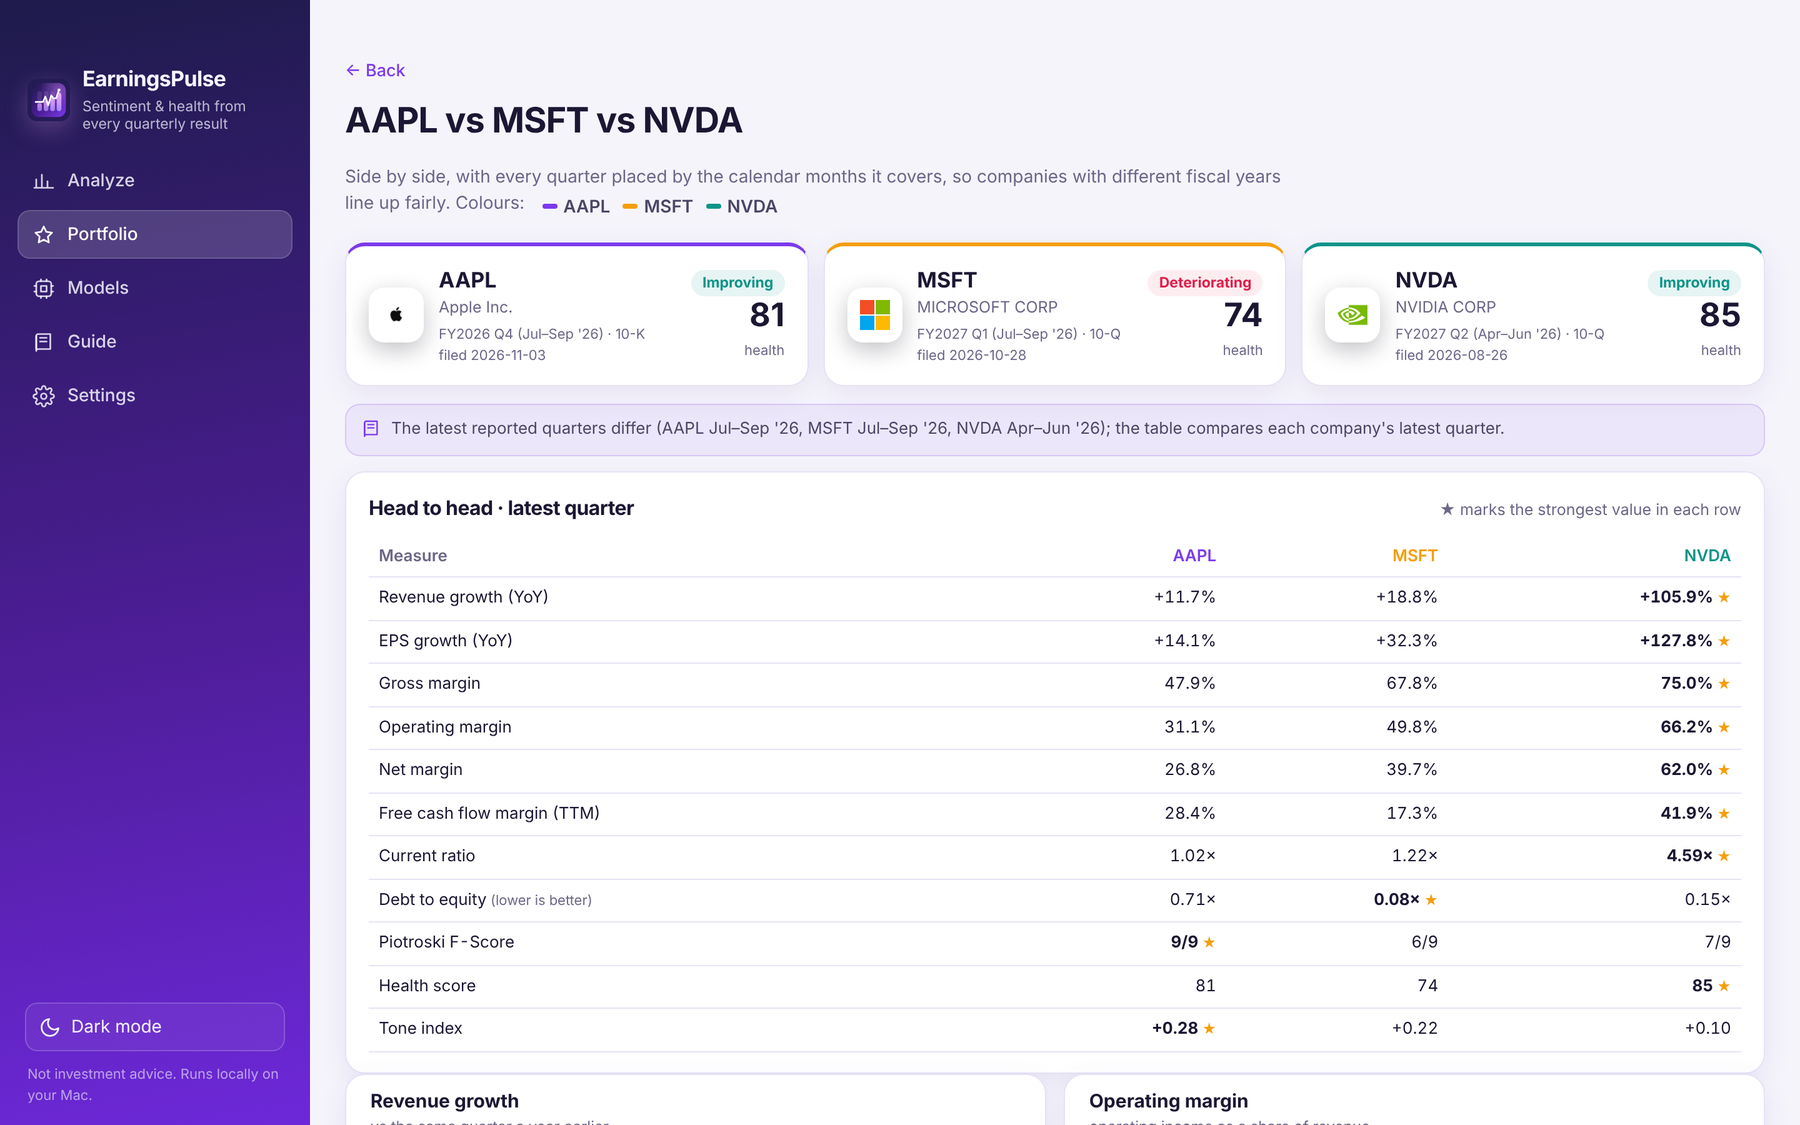 EarningsPulse
Sentiment & health from
every quarterly result
Analyze
Portfolio
Models
Guide
Settings
Dark mode
Not investment advice. Runs locally on
your Mac.
← Back
AAPL vs MSFT vs NVDA
Side by side, with every quarter placed by the calendar months it covers, so companies with different fiscal years
line up fairly. Colours: AAPL MSFT NVDA
AAPL
Improving
Apple Inc.
81
FY2026 Q4 (Jul–Sep '26) · 10-K
filed 2026-11-03
health
MSFT
Deteriorating
MICROSOFT CORP
74
FY2027 Q1 (Jul–Sep '26) · 10-Q
filed 2026-10-28
health
NVDA
Improving
NVIDIA CORP
85
FY2027 Q2 (Apr–Jun '26) · 10-Q
filed 2026-08-26
health
The latest reported quarters differ (AAPL Jul–Sep '26, MSFT Jul–Sep '26, NVDA Apr–Jun '26); the table compares each company's latest quarter.
Head to head · latest quarter
★ marks the strongest value in each row
Measure AAPL MSFT NVDA
Revenue growth (YoY) +11.7% +18.8% +105.9% ★
EPS growth (YoY) +14.1% +32.3% +127.8% ★
Gross margin 47.9% 67.8% 75.0% ★
Operating margin 31.1% 49.8% 66.2% ★
Net margin 26.8% 39.7% 62.0% ★
Free cash flow margin (TTM) 28.4% 17.3% 41.9% ★
Current ratio 1.02× 1.22× 4.59× ★
Debt to equity (lower is better) 0.71× 0.08× ★ 0.15×
Piotroski F-Score 9/9 ★ 6/9 7/9
Health score 81 74 85 ★
Tone index +0.28 ★ +0.22 +0.10
Revenue growth
Operating margin